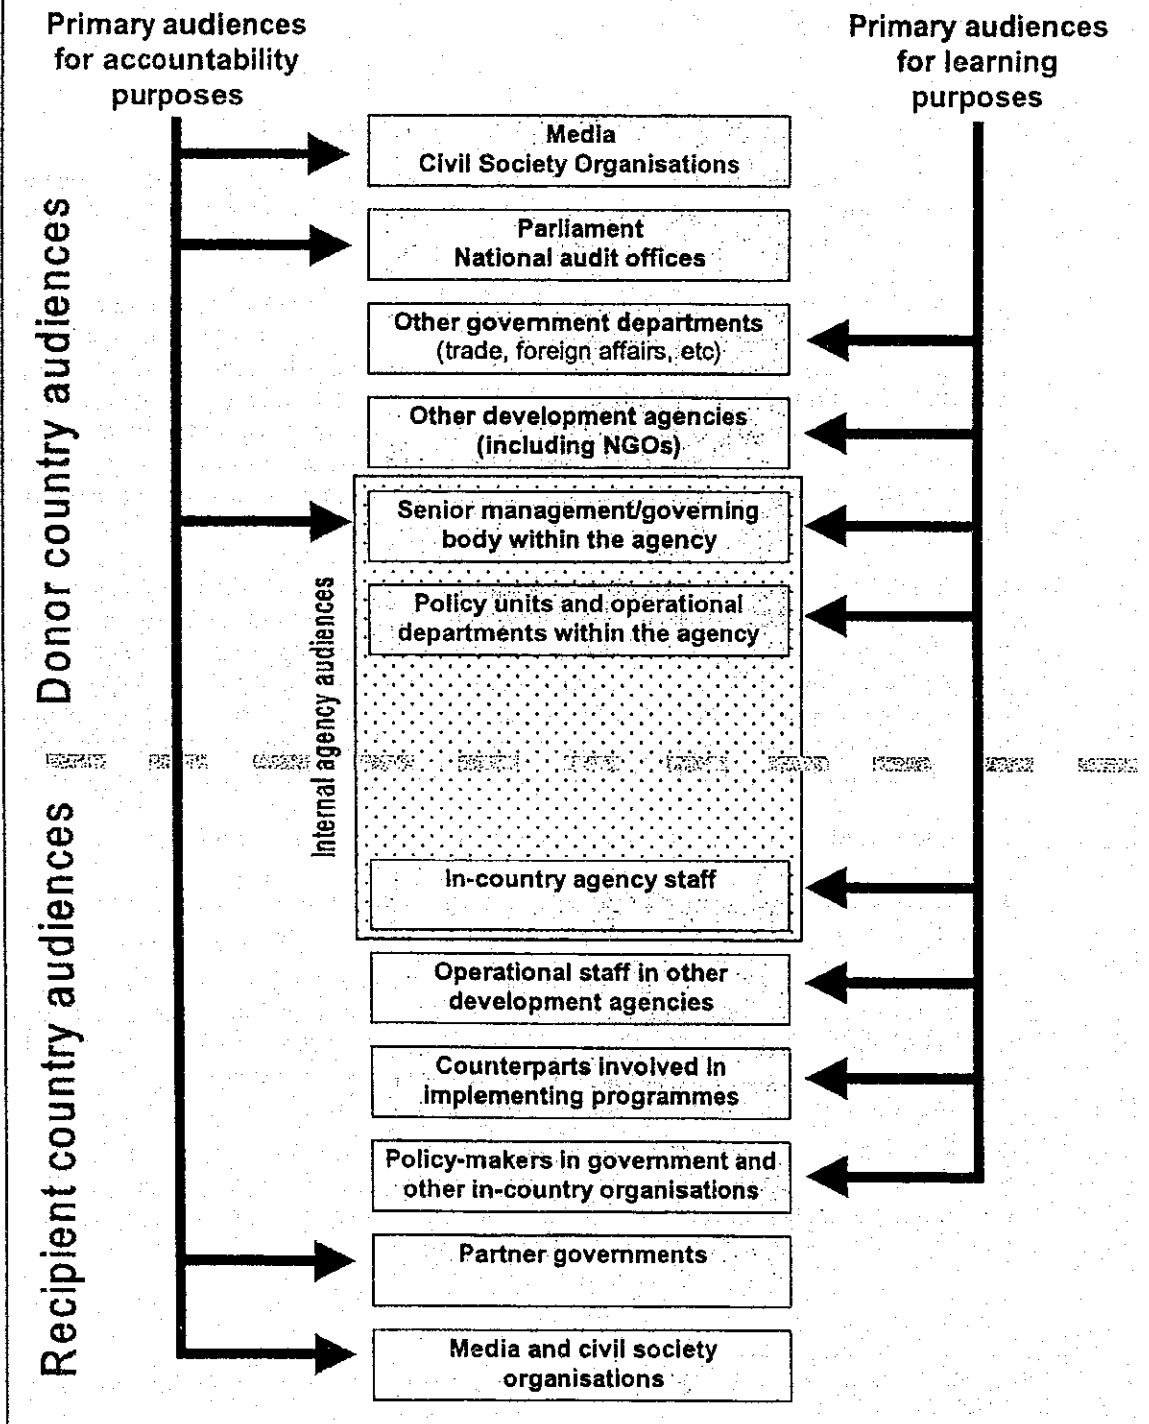 Primary audiences
for accountability
purposes
Primary audiences
for learning
purposes
Donor country audiences
Media
Civil Society Organisations
Parliament
National audit offices
Other government departments
(trade, foreign affairs, etc)
Other development agencies
(including NGOs)
Internal agency audiences
Senior management/governing
body within the agency
Policy units and operational
departments within the agency
Recipient country audiences
In-country agency staff
Operational staff in other
development agencies
Counterparts involved in
implementing programmes
Policy-makers in government and
other in-country organisations
Partner governments
Media and civil society
organisations